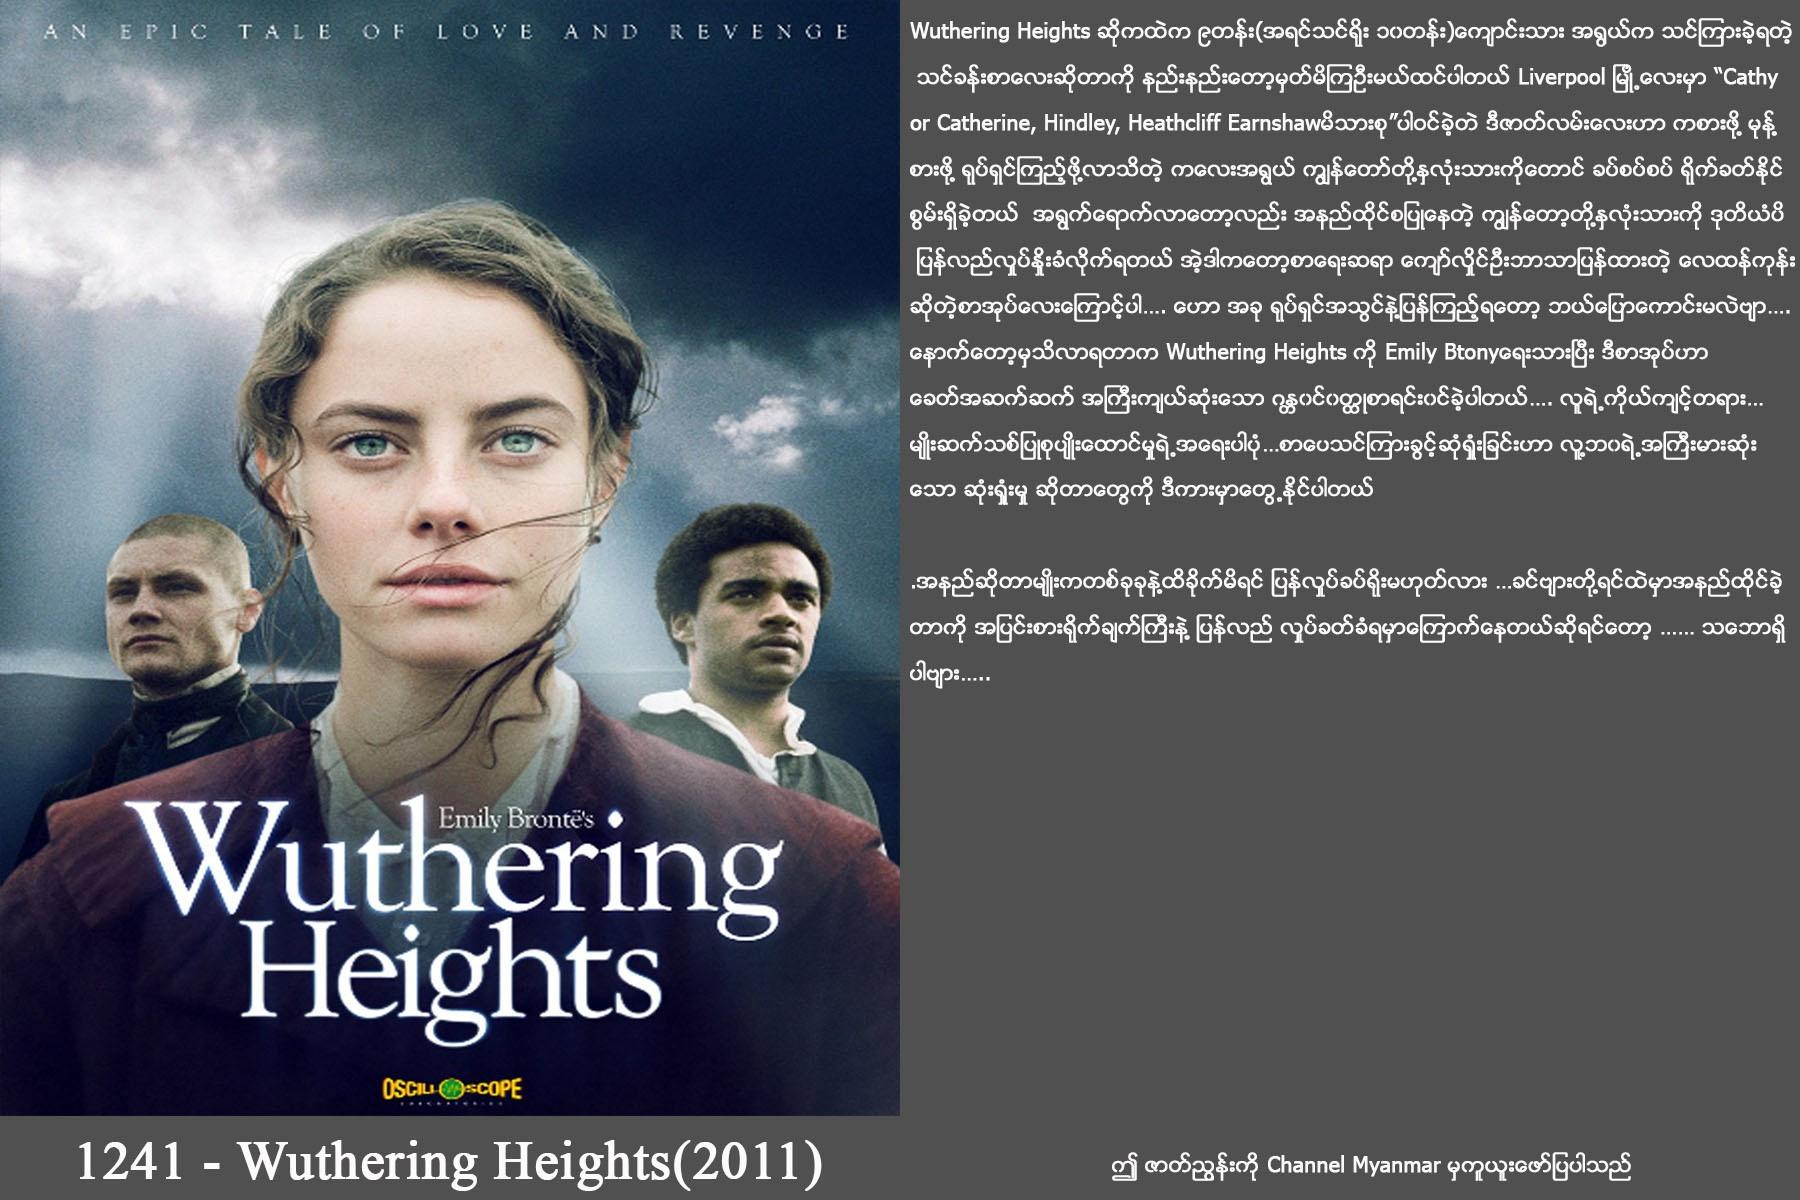 AN EPIC TALE OF LOVE AND REVENGE
Emily Brontë's
Wuthering
Heights
OSCILLOSCOPE
LABORATORIES
1241 - Wuthering Heights(2011)
Wuthering Heights ဆိုကထဲက ၉တန်း(အရင်သင်ရိုး ၁၀တန်း)ကျောင်းသား အရွယ်က သင်ကြားခဲ့ရတဲ့
သင်ခန်းစာလေးဆိုတာကို နည်းနည်းတော့မှတ်မိကြဦးမယ်ထင်ပါတယ် Liverpool မြို့လေးမှာ “Cathy
or Catherine, Hindley, Heathcliff Earnshawမိသားစု”ပါဝင်ခဲ့တဲ ဒီဇာတ်လမ်းလေးဟာ ကစားဖို့ မုန့်
စားဖို့ ရုပ်ရှင်ကြည့်ဖို့လာသိတဲ့ ကလေးအရွယ် ကျွန်တော်တို့နှလုံးသားကိုတောင် ခပ်စပ်စပ် ရိုက်ခတ်နိုင်
စွမ်းရှိခဲ့တယ် အရွက်ရောက်လာတော့လည်း အနည်ထိုင်စပြုနေတဲ့ ကျွန်တော့တို့နှလုံးသားကို ဒုတိယံပိ
ပြန်လည်လှုပ်နှိုးခံလိုက်ရတယ် အဲ့ဒါကတော့စာရေးဆရာ ကျော်လှိုင်ဦးဘာသာပြန်ထားတဲ့ လေထန်ကုန်း
ဆိုတဲ့စာအုပ်လေးကြောင့်ပါ.... ဟော အခု ရုပ်ရှင်အသွင်နဲ့ပြန်ကြည့်ရတော့ ဘယ်ပြောကောင်းမလဲဗျာ....
နောက်တော့မှသိလာရတာက Wuthering Heights ကို Emily Btonyရေးသားပြီး ဒီစာအုပ်ဟာ
ခေတ်အဆက်ဆက် အကြီးကျယ်ဆုံးသော ဂန္တဝင်ဝတ္ထုစာရင်းဝင်ခဲ့ပါတယ်.... လူရဲ့ကိုယ်ကျင့်တရား...
မျိုးဆက်သစ်ပြုစုပျိုးထောင်မှုရဲ့အရေးပါပုံ...စာပေသင်ကြားခွင့်ဆုံရှုံးခြင်းဟာ လူ့ဘဝရဲ့အကြီးမားဆုံး
သော ဆုံးရှုံးမှု ဆိုတာတွေကို ဒီကားမှာတွေ့နိုင်ပါတယ်
.အနည်ဆိုတာမျိုးကတစ်ခုခုနဲ့ထိခိုက်မိရင် ပြန်လှုပ်ခပ်ရိုးမဟုတ်လား ...ခင်ဗျားတို့ရင်ထဲမှာအနည်ထိုင်ခဲ့
တာကို အပြင်းစားရိုက်ချက်ကြီးနဲ့ ပြန်လည် လှုပ်ခတ်ခံရမှာကြောက်နေတယ်ဆိုရင်တော့ ...... သဘောရှိ
ပါဗျား.....
ဤ ဇာတ်ညွှန်းကို Channel Myanmar မှကူယူးဖော်ပြပါသည်